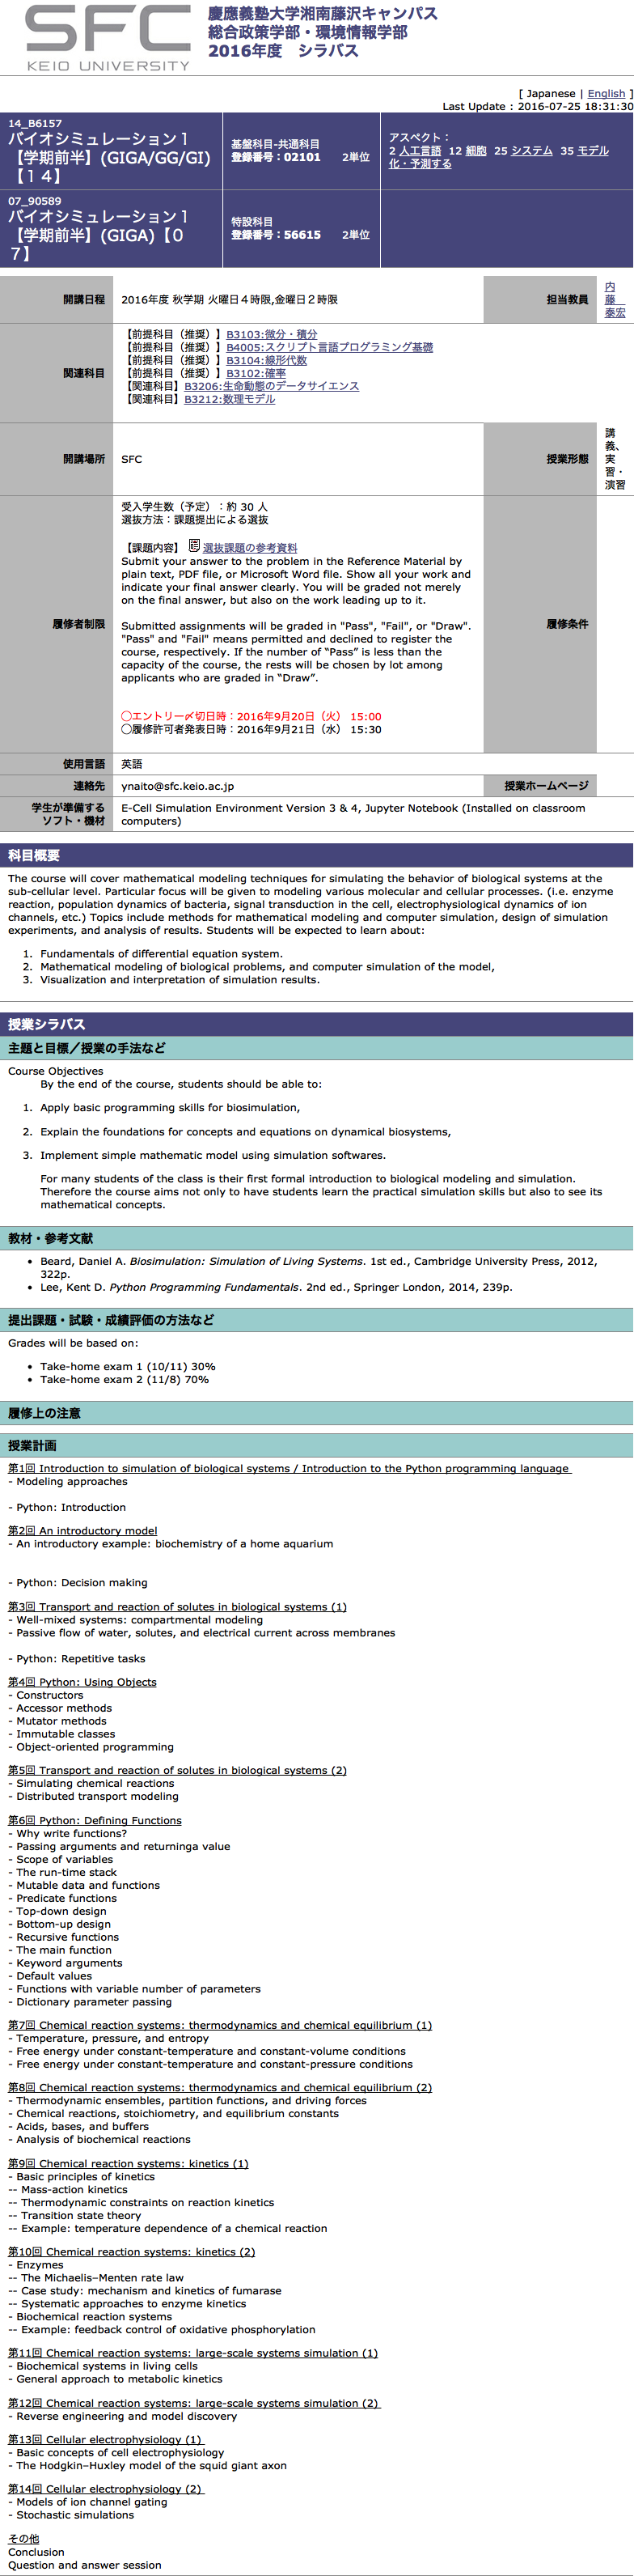 SFC
KEIO UNIVERSITY
慶應義塾大学湘南藤沢キャンパス
総合政策学部・環境情報学部
2016年度 シラバス
[ Japanese | English ]
Last Update : 2016-07-25 18:31:30
14_B6157
バイオシミュレーション１
【学期前半】(GIGA/GG/GI)
【１４】
基盤科目-共通科目
登録番号：02101 2単位
アスペクト：
2 人工言語 12 細胞 25 システム 35 モデル
化・予測する
07_90589
バイオシミュレーション１
【学期前半】(GIGA)【０
７】
特設科目
登録番号：56615 2単位
開講日程
2016年度 秋学期 火曜日４時限,金曜日２時限
担当教員
内
藤
泰宏
関連科目
【前提科目（推奨）】B3103:微分・積分
【前提科目（推奨）】B4005:スクリプト言語プログラミング基礎
【前提科目（推奨）】B3104:線形代数
【前提科目（推奨）】B3102:確率
【関連科目】B3206:生命動態のデータサイエンス
【関連科目】B3212:数理モデル
開講場所
SFC
授業形態
講
義、
実
習・
演習
履修者制限
受入学生数（予定）：約 30 人
選抜方法：課題提出による選抜
【課題内容】 選抜課題の参考資料
Submit your answer to the problem in the Reference Material by
plain text, PDF file, or Microsoft Word file. Show all your work and
indicate your final answer clearly. You will be graded not merely
on the final answer, but also on the work leading up to it.
Submitted assignments will be graded in "Pass", "Fail", or "Draw".
"Pass" and "Fail" means permitted and declined to register the
course, respectively. If the number of “Pass” is less than the
capacity of the course, the rests will be chosen by lot among
applicants who are graded in “Draw”.
◯エントリー〆切日時：2016年9月20日（火） 15:00
◯履修許可者発表日時：2016年9月21日（水） 15:30
履修条件
使用言語
英語
連絡先
ynaito@sfc.keio.ac.jp
授業ホームページ
学生が準備する
ソフト・機材
E-Cell Simulation Environment Version 3 & 4, Jupyter Notebook (Installed on classroom
computers)
科目概要
The course will cover mathematical modeling techniques for simulating the behavior of biological systems at the
sub-cellular level. Particular focus will be given to modeling various molecular and cellular processes. (i.e. enzyme
reaction, population dynamics of bacteria, signal transduction in the cell, electrophysiological dynamics of ion
channels, etc.) Topics include methods for mathematical modeling and computer simulation, design of simulation
experiments, and analysis of results. Students will be expected to learn about:
1. Fundamentals of differential equation system.
2. Mathematical modeling of biological problems, and computer simulation of the model,
3. Visualization and interpretation of simulation results.
授業シラバス
主題と目標／授業の手法など
Course Objectives
By the end of the course, students should be able to:
1. Apply basic programming skills for biosimulation,
2. Explain the foundations for concepts and equations on dynamical biosystems,
3. Implement simple mathematic model using simulation softwares.
For many students of the class is their first formal introduction to biological modeling and simulation.
Therefore the course aims not only to have students learn the practical simulation skills but also to see its
mathematical concepts.
教材・参考文献
• Beard, Daniel A. Biosimulation: Simulation of Living Systems. 1st ed., Cambridge University Press, 2012,
322p.
• Lee, Kent D. Python Programming Fundamentals. 2nd ed., Springer London, 2014, 239p.
提出課題・試験・成績評価の方法など
Grades will be based on:
• Take-home exam 1 (10/11) 30%
• Take-home exam 2 (11/8) 70%
履修上の注意
授業計画
第1回 Introduction to simulation of biological systems / Introduction to the Python programming language
- Modeling approaches
- Python: Introduction
第2回 An introductory model
- An introductory example: biochemistry of a home aquarium
- Python: Decision making
第3回 Transport and reaction of solutes in biological systems (1)
- Well-mixed systems: compartmental modeling
- Passive flow of water, solutes, and electrical current across membranes
- Python: Repetitive tasks
第4回 Python: Using Objects
- Constructors
- Accessor methods
- Mutator methods
- Immutable classes
- Object-oriented programming
第5回 Transport and reaction of solutes in biological systems (2)
- Simulating chemical reactions
- Distributed transport modeling
第6回 Python: Defining Functions
- Why write functions?
- Passing arguments and returninga value
- Scope of variables
- The run-time stack
- Mutable data and functions
- Predicate functions
- Top-down design
- Bottom-up design
- Recursive functions
- The main function
- Keyword arguments
- Default values
- Functions with variable number of parameters
- Dictionary parameter passing
第7回 Chemical reaction systems: thermodynamics and chemical equilibrium (1)
- Temperature, pressure, and entropy
- Free energy under constant-temperature and constant-volume conditions
- Free energy under constant-temperature and constant-pressure conditions
第8回 Chemical reaction systems: thermodynamics and chemical equilibrium (2)
- Thermodynamic ensembles, partition functions, and driving forces
- Chemical reactions, stoichiometry, and equilibrium constants
- Acids, bases, and buffers
- Analysis of biochemical reactions
第9回 Chemical reaction systems: kinetics (1)
- Basic principles of kinetics
-- Mass-action kinetics
-- Thermodynamic constraints on reaction kinetics
-- Transition state theory
-- Example: temperature dependence of a chemical reaction
第10回 Chemical reaction systems: kinetics (2)
- Enzymes
-- The Michaelis–Menten rate law
-- Case study: mechanism and kinetics of fumarase
-- Systematic approaches to enzyme kinetics
- Biochemical reaction systems
-- Example: feedback control of oxidative phosphorylation
第11回 Chemical reaction systems: large-scale systems simulation (1)
- Biochemical systems in living cells
- General approach to metabolic kinetics
第12回 Chemical reaction systems: large-scale systems simulation (2)
- Reverse engineering and model discovery
第13回 Cellular electrophysiology (1)
- Basic concepts of cell electrophysiology
- The Hodgkin–Huxley model of the squid giant axon
第14回 Cellular electrophysiology (2)
- Models of ion channel gating
- Stochastic simulations
その他
Conclusion
Question and answer session